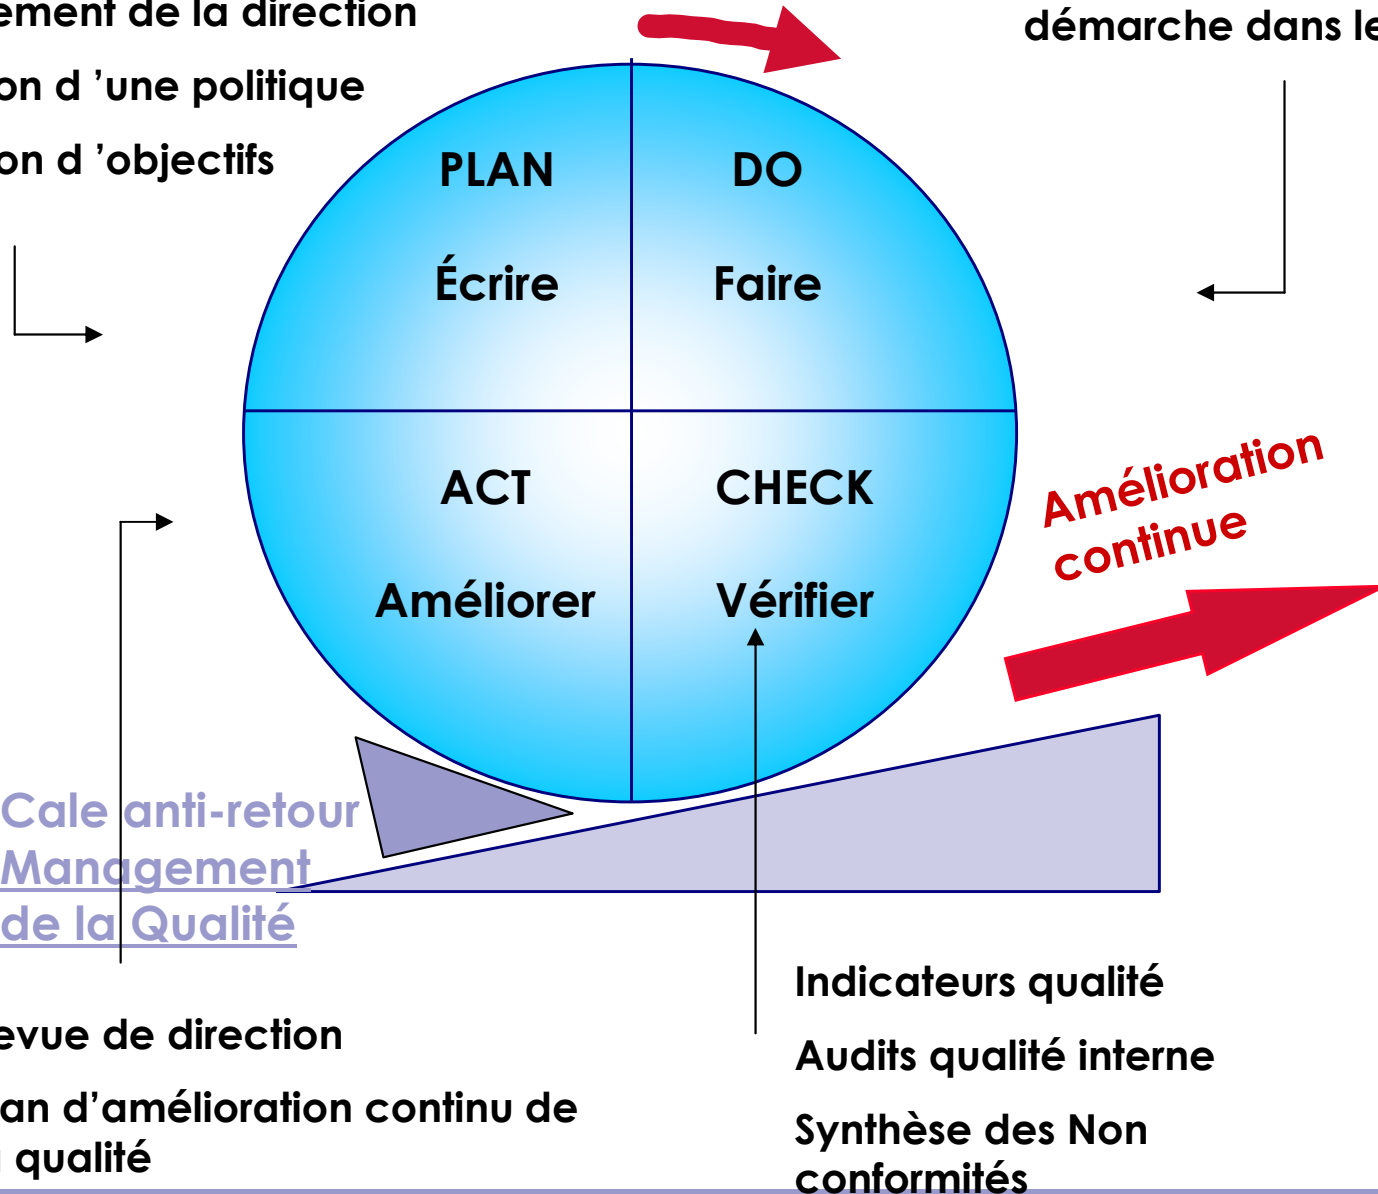 ement de la direction
on d ’une politique
on d ’objectifs
démarche dans le
PLAN
Écrire
DO
Faire
ACT
Améliorer
CHECK
Vérifier
Amélioration
continue
Cale anti-retour
Management
de la Qualité
evue de direction
an d’amélioration continu de
qualité
Indicateurs qualité
Audits qualité interne
Synthèse des Non
conformités